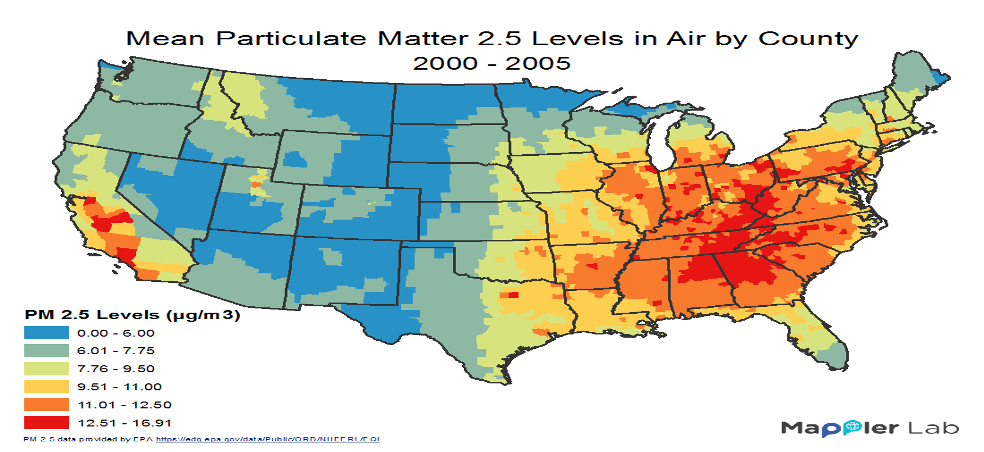 Mean Particulate Matter 2.5 Levels in Air by County
2000 - 2005
PM 2.5 Levels (µg/m3)
0.00 - 6.00
6.01 - 7.75
7.76 - 9.50
9.51 - 11.00
11.01 - 12.50
12.51 - 16.91
PM 2.5 data provided by EPA https://edg.epa.gov/data/Public/ORD/NHEERL/EQI
Mappler Lab